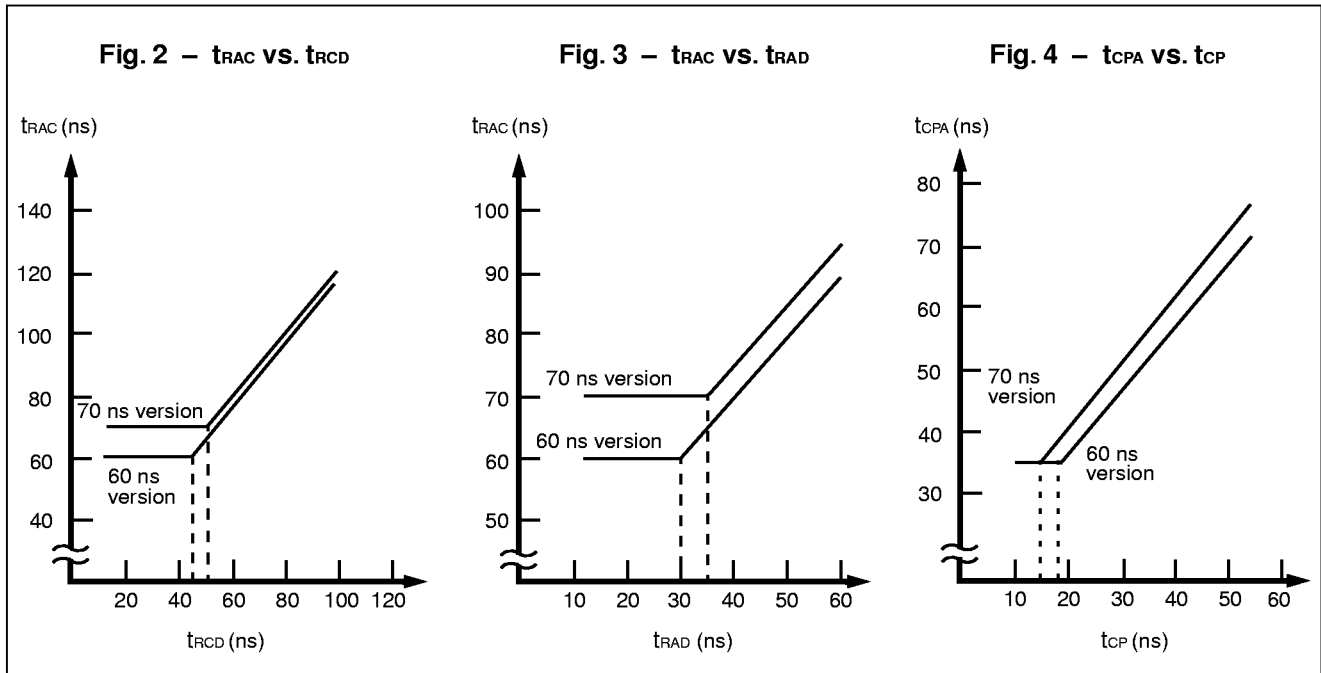 Fig. 2 – tRAC vs. tRCD
tRAC (ns)
140
120
100
80
60
40
70 ns version
60 ns
version
20
40
60
80
100
120
tRCD (ns)
Fig. 3 – tRAC vs. tRAD
tRAC (ns)
100
90
80
70
60
50
70 ns version
60 ns version
10
20
30
40
50
60
tRAD (ns)
Fig. 4 – tCPA vs. tCP
tCPA (ns)
80
70
60
50
40
30
70 ns
version
60 ns
version
10
20
30
40
50
60
tCP (ns)